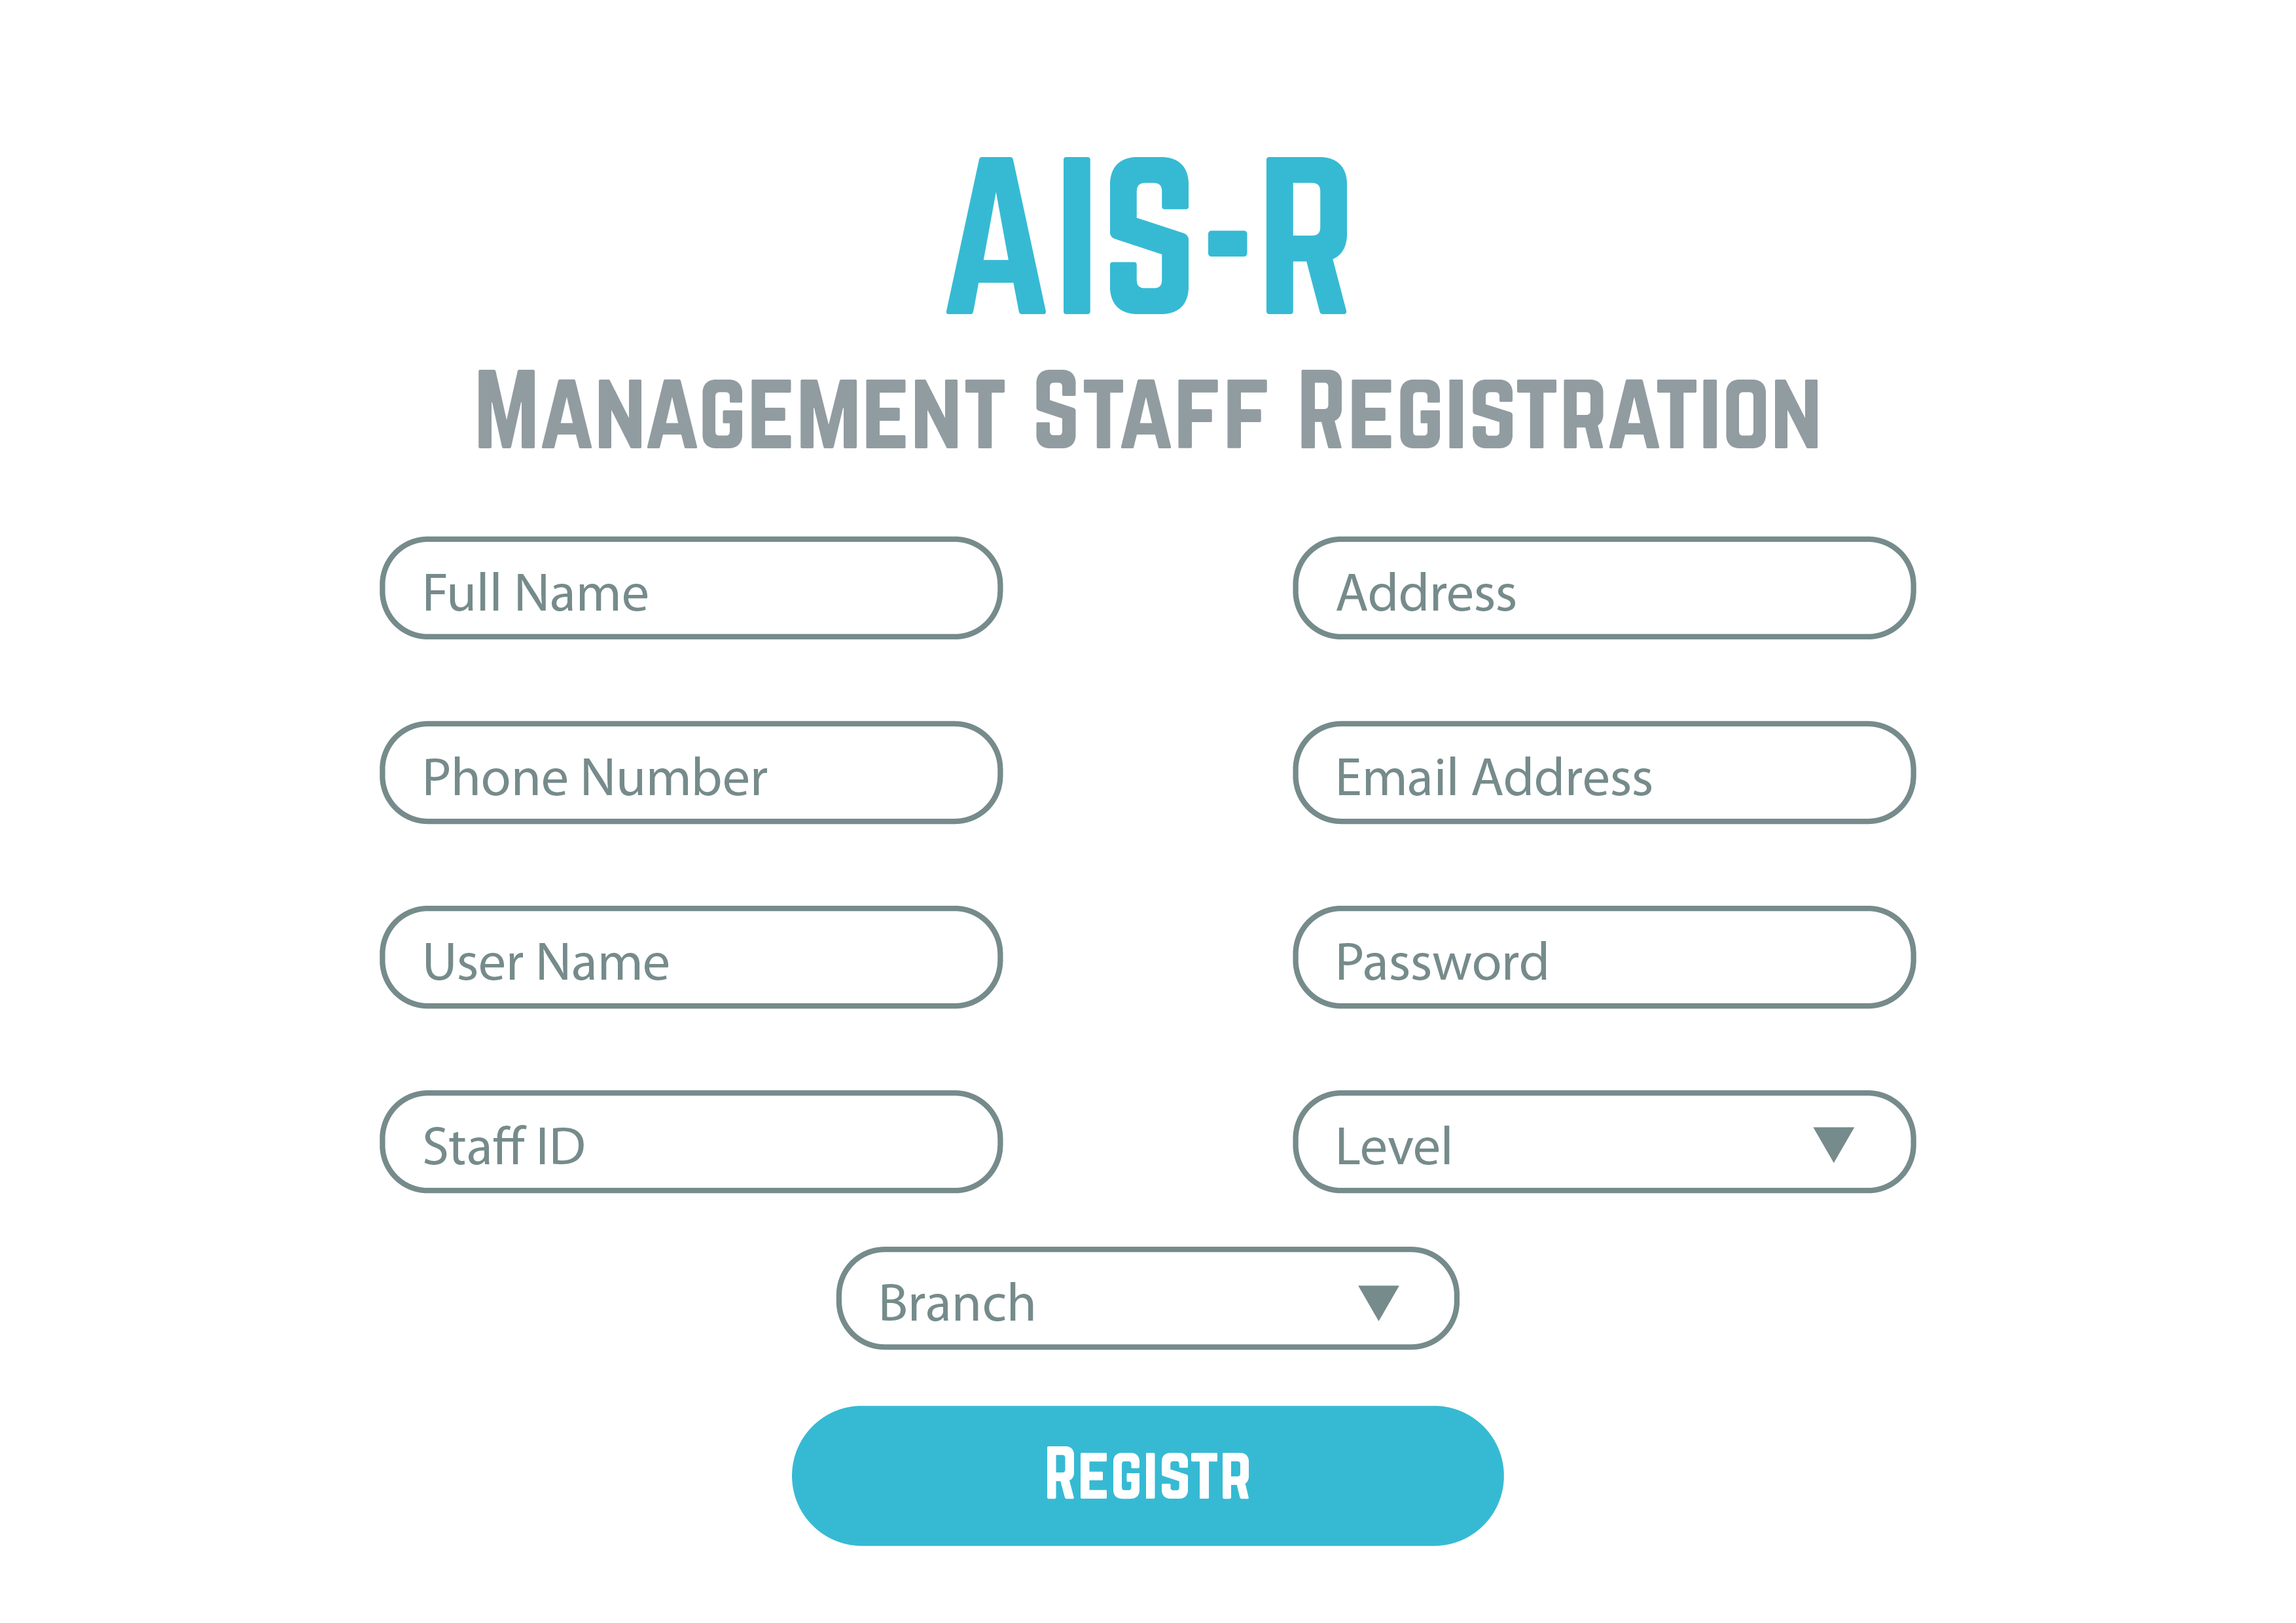 AIS-R
Management Staff Registration
Full Name
Address
Phone Number
Email Address
User Name
Password
Staff ID
Level
Branch
Registr